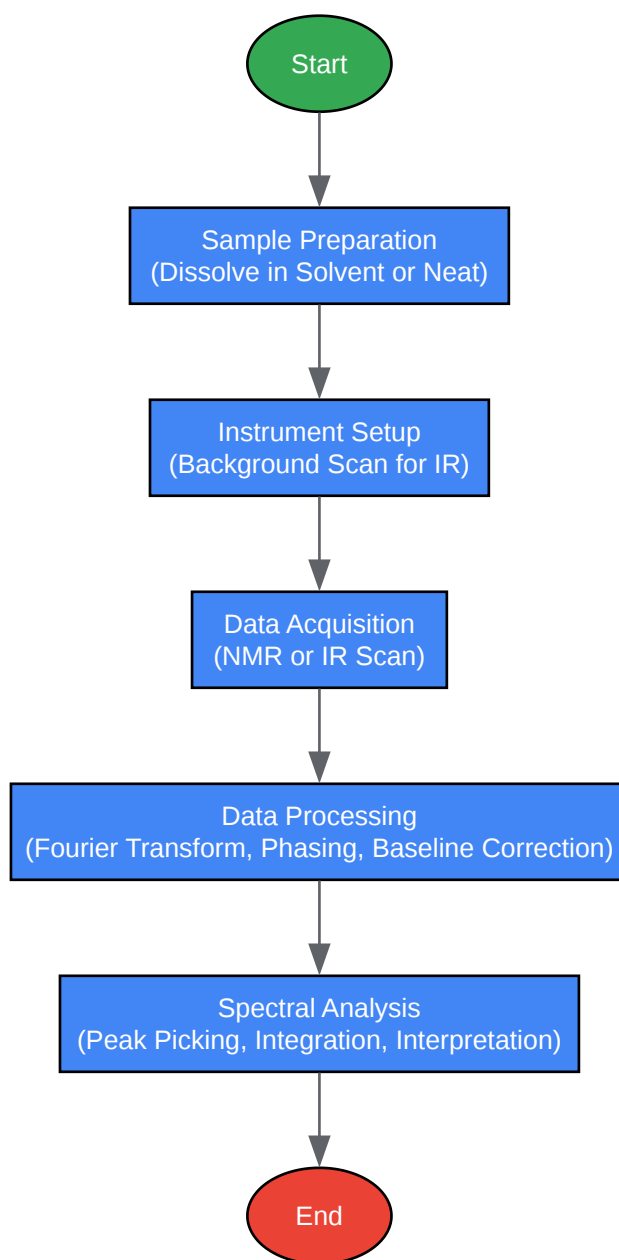 Start
Sample Preparation
(Dissolve in Solvent or Neat)
Instrument Setup
(Background Scan for IR)
Data Acquisition
(NMR or IR Scan)
Data Processing
(Fourier Transform, Phasing, Baseline Correction)
Spectral Analysis
(Peak Picking, Integration, Interpretation)
End